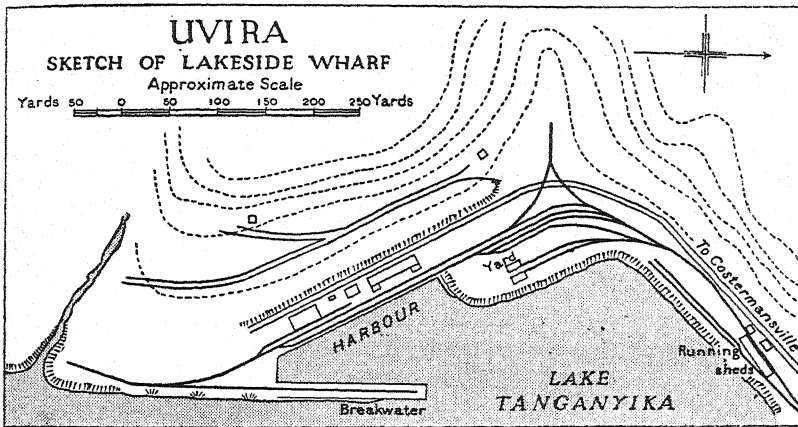 UVIRA
SKETCH OF LAKESIDE WHARF
Approximate Scale
Yards 50 0 50 100 150 200 250 Yards
To Costermansville
Yard
HARBOUR
Running
sheds
LAKE
TANGANYIKA
Breakwater